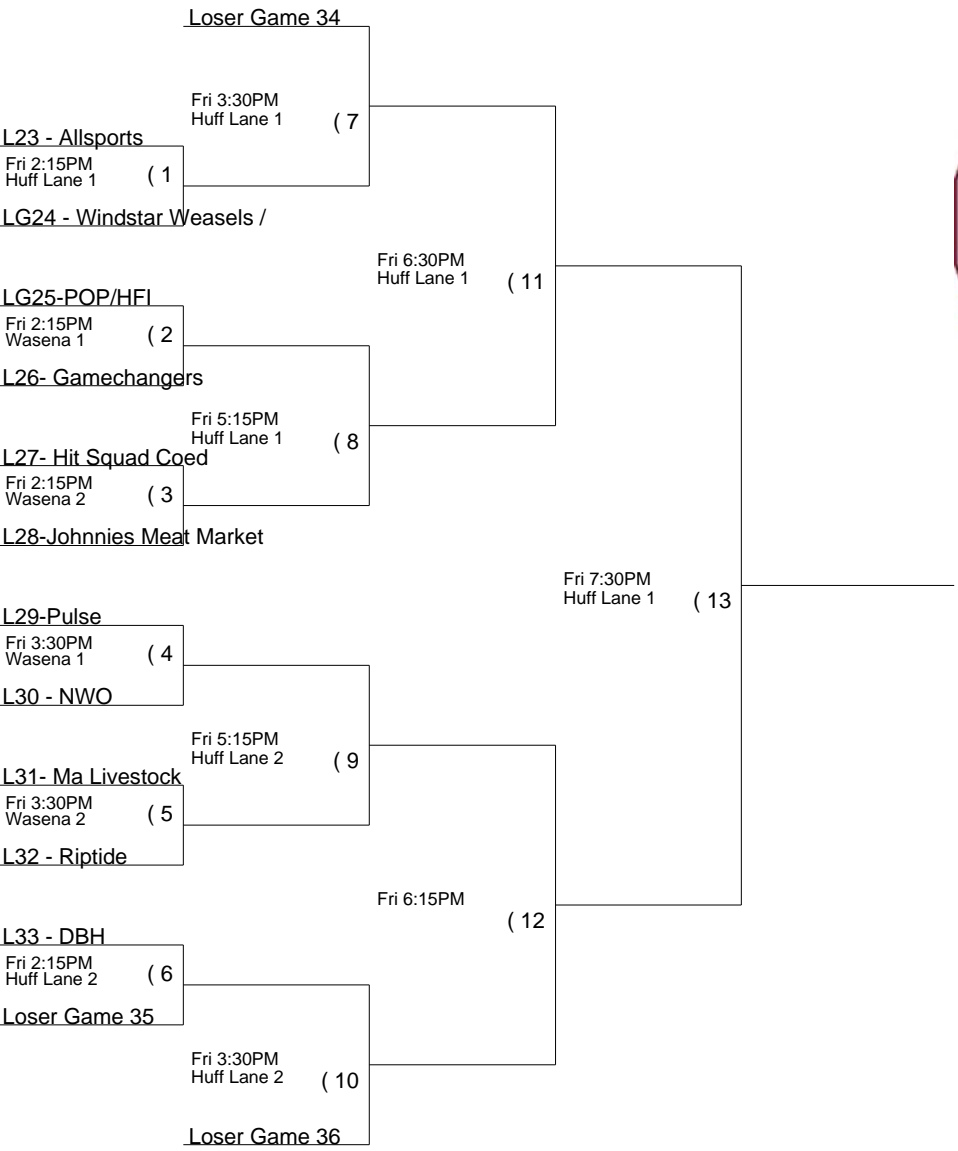 Loser Game 34
Fri 3:30PM
Huff Lane 1
( 7
L23 - Allsports
Fri 2:15PM
Huff Lane 1
( 1
LG24 - Windstar Weasels /
Fri 6:30PM
Huff Lane 1
( 11
LG25-POP/HFI
Fri 2:15PM
Wasena 1
( 2
L26- Gamechangers
Fri 5:15PM
Huff Lane 1
( 8
L27- Hit Squad Coed
Fri 2:15PM
Wasena 2
( 3
L28-Johnnies Meat Market
Fri 7:30PM
Huff Lane 1
( 13
L29-Pulse
Fri 3:30PM
Wasena 1
( 4
L30 - NWO
Fri 5:15PM
Huff Lane 2
( 9
L31- Ma Livestock
Fri 3:30PM
Wasena 2
( 5
L32 - Riptide
Fri 6:15PM
( 12
L33 - DBH
Fri 2:15PM
Huff Lane 2
( 6
Loser Game 35
Fri 3:30PM
Huff Lane 2
( 10
Loser Game 36